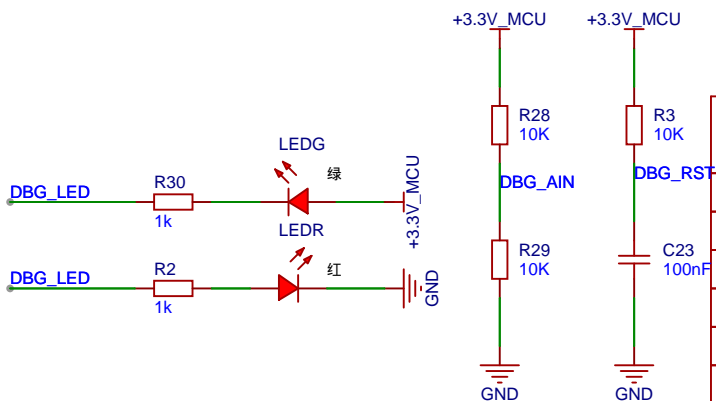 +3.3V_MCU
+3.3V_MCU
R28
10K
R3
10K
LEDG
绿
DBG_LED
R30
1k
+3.3V_MCU
DBG_AIN
DBG_RST
LEDR
红
DBG_LED
R2
1k
GND
R29
10K
C23
100nF
GND
GND